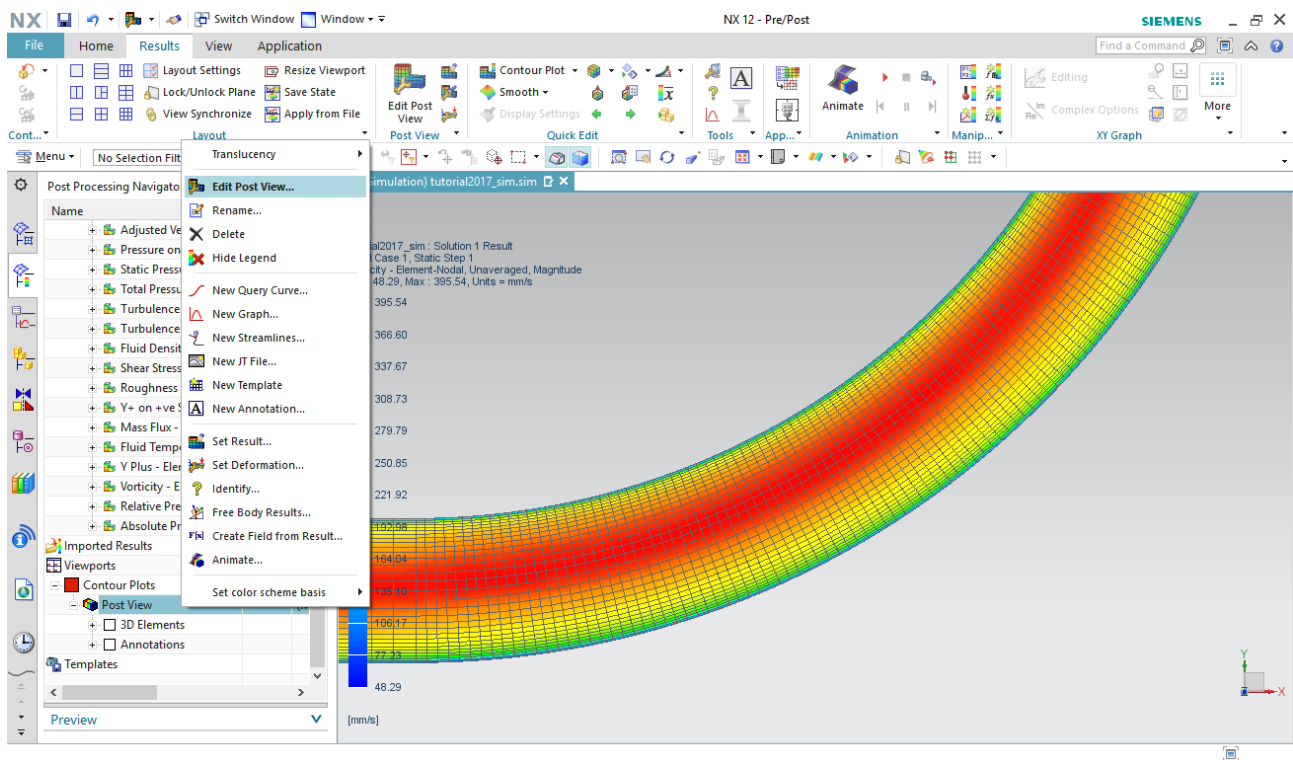 NX Switch Window Window NX 12 - Pre/Post SIEMENS
File Home Results View Application Find a Command
Layout Settings Resize Viewport Contour Plot Editing
Lock/Unlock Plane Save State Smooth Edit Post View Animate Complex Options More
View Synchronize Apply from File Display Settings
Cont... Layout Post View Quick Edit Tools App... Animation Manip... XY Graph
Menu No Selection Filt
Post Processing Navigato
Name
Adjusted Ve
Pressure on
Static Press
Total Pressu
Turbulence
Turbulence
Fluid Densit
Shear Stress
Roughness
Y+ on +ve S
Mass Flux -
Fluid Tempe
Y Plus - Eler
Vorticity - E
Relative Pre
Absolute Pr
Imported Results
Viewports
Contour Plots
Post View
3D Elements
Annotations
Templates
Preview
Translucency
Edit Post View...
Rename...
Delete
Hide Legend
New Query Curve...
New Graph...
New Streamlines...
New JT File...
New Template
New Annotation...
Set Result...
Set Deformation...
Identify...
Free Body Results...
Create Field from Result...
Animate...
Set color scheme basis
Simulation) tutorial2017_sim.sim
ial2017_sim : Solution 1 Result
Case 1, Static Step 1
city - Element-Nodal, Unaveraged, Magnitude
48.29, Max : 395.54, Units = mm/s
395.54
366.60
337.67
308.73
279.79
250.85
221.92
192.98
164.04
135.10
106.17
77.23
48.29
[mm/s]
Y
X